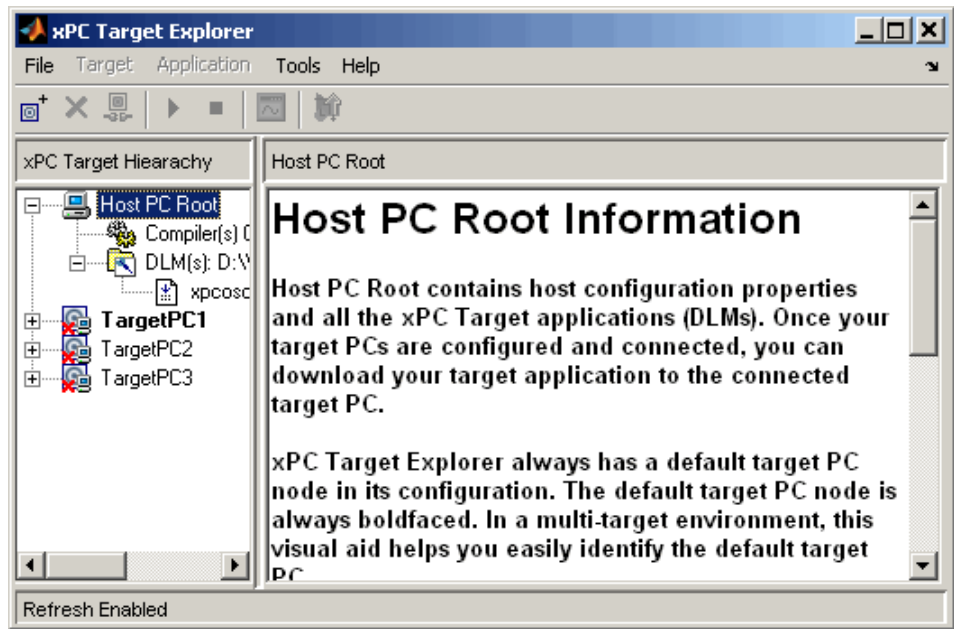 xPC Target Explorer
File Target Application Tools Help
xPC Target Hiearachy
Host PC Root
Host PC Root
Compiler(s)
DLM(s): D:\
xpcosc
TargetPC1
TargetPC2
TargetPC3
Host PC Root Information
Host PC Root contains host configuration properties
and all the xPC Target applications (DLMs). Once your
target PCs are configured and connected, you can
download your target application to the connected
target PC.
xPC Target Explorer always has a default target PC
node in its configuration. The default target PC node is
always boldfaced. In a multi-target environment, this
visual aid helps you easily identify the default target
PC
Refresh Enabled